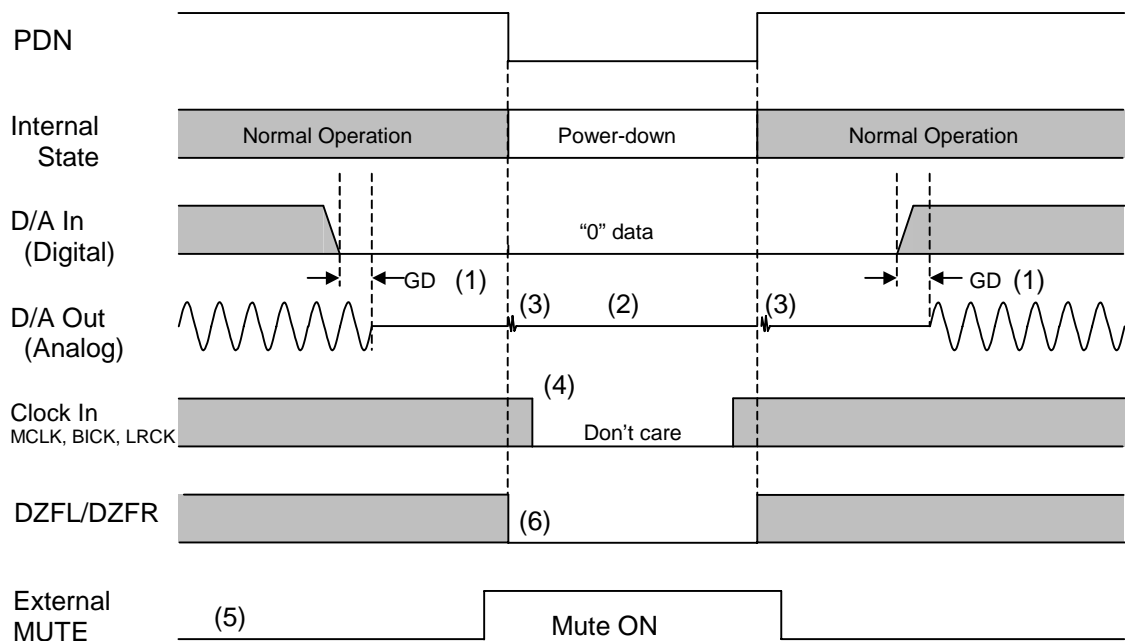 PDN
Internal
State
Normal Operation
Power-down
Normal Operation
D/A In
(Digital)
“0” data
GD (1)
GD (1)
D/A Out
(Analog)
(3)
(2)
(3)
Clock In
MCLK, BICK, LRCK
(4)
Don’t care
DZFL/DZFR
(6)
External
MUTE
(5)
Mute ON